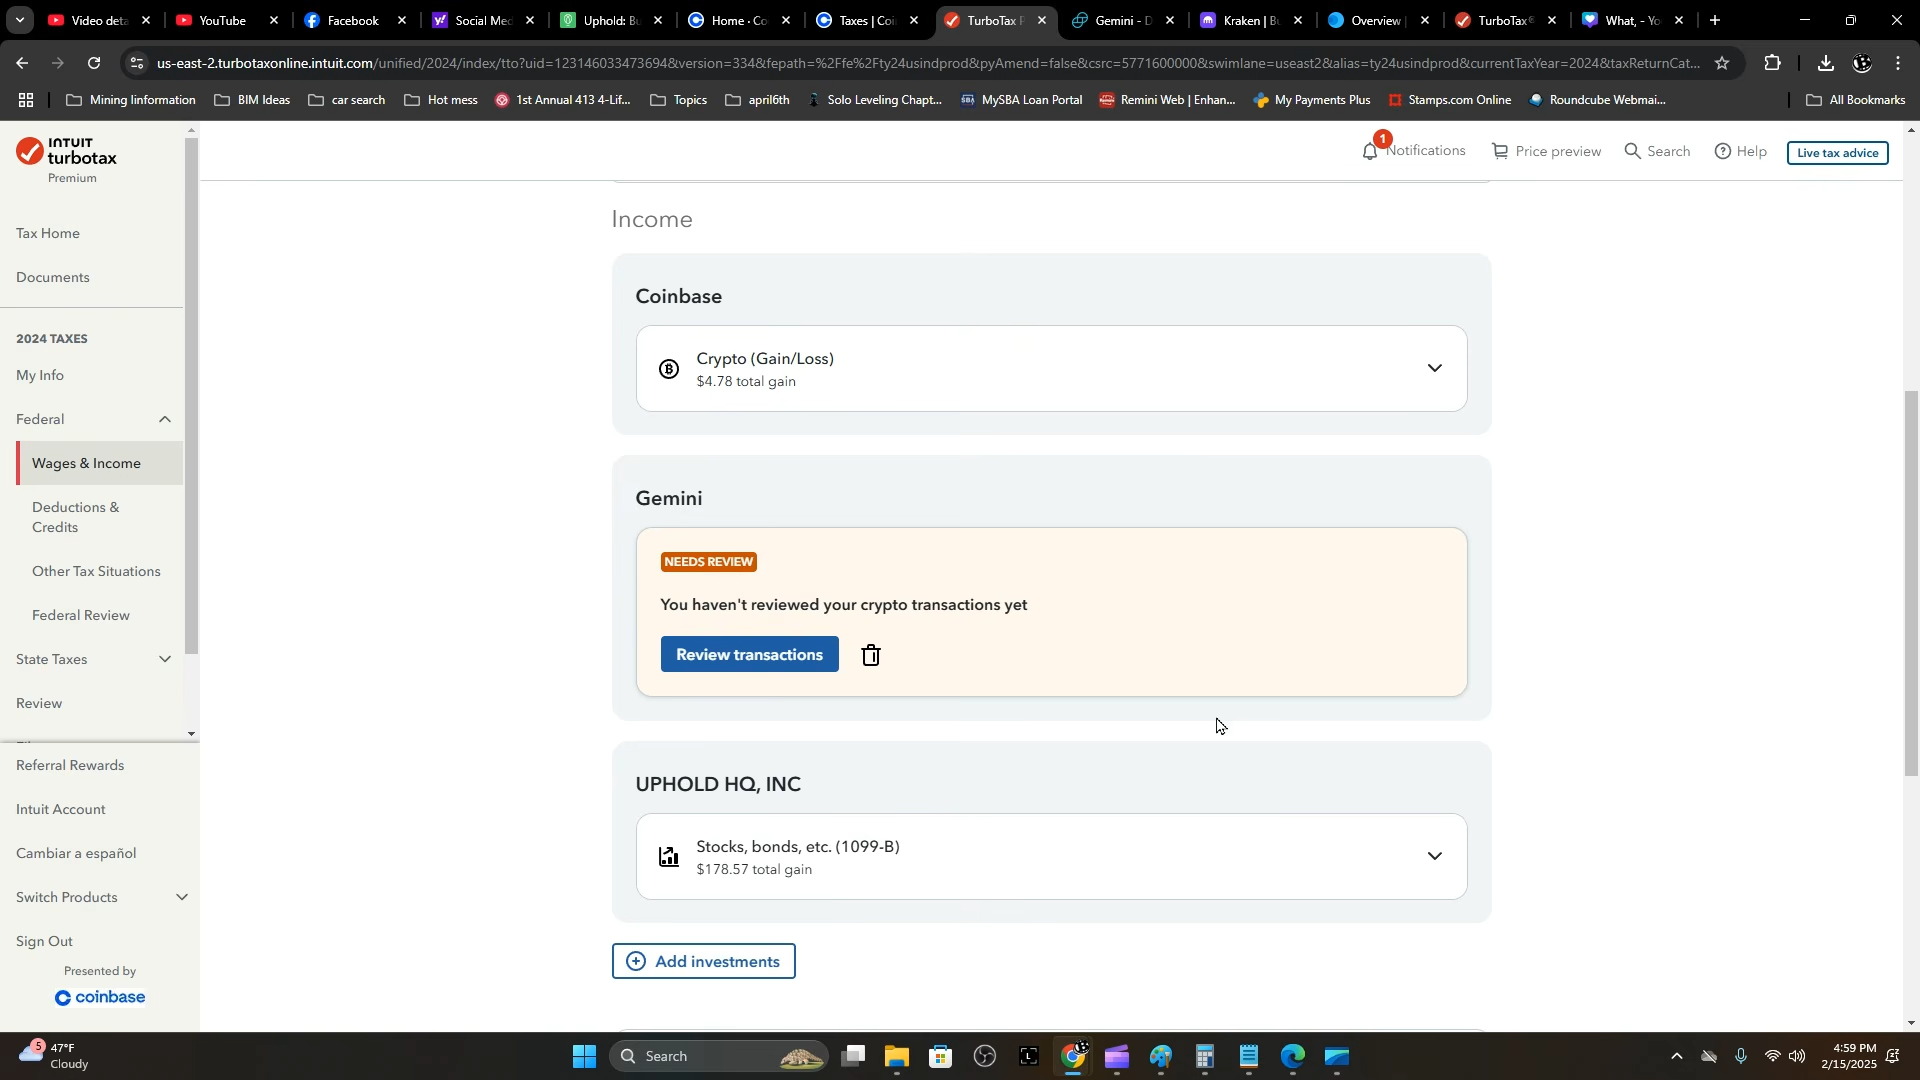 Video deta
YouTube
Facebook
Social Med
Uphold: Bu
Home · Co
Taxes | Coi
TurboTax P
Gemini - D
Kraken | Bu
Overview |
TurboTax®
What, - Yo
us-east-2.turbotaxonline.intuit.com/unified/2024/index/tto?uid=1231460334736948&version=334&fepath=%2Ffe%2Fty24usindprod&pyAmend=false&csrc=5771600000&swimlane=useast2&alias=ty24usindprod&currentTaxYear=2024&taxReturnCat...
Mining Iinformation
BIM Ideas
car search
Hot mess
1st Annual 413 4-Lif...
Topics
april6th
Solo Leveling Chapt...
SBA
MySBA Loan Portal
Remini Web | Enhan...
My Payments Plus
Stamps.com Online
Roundcube Webmai...
All Bookmarks
INTUIT
turbotax
Premium
1
Notifications
Price preview
Search
Help
Live tax advice
Tax Home
Documents
2024 TAXES
My Info
Federal
Wages & Income
Deductions &
Credits
Other Tax Situations
Federal Review
State Taxes
Review
Referral Rewards
Intuit Account
Cambiar a español
Switch Products
Sign Out
Presented by
coinbase
Income
Coinbase
Crypto (Gain/Loss)
$4.78 total gain
Gemini
NEEDS REVIEW
You haven't reviewed your crypto transactions yet
Review transactions
UPHOLD HQ, INC
Stocks, bonds, etc. (1099-B)
$178.57 total gain
Add investments
5
47°F
Cloudy
Search
L
4:59 PM
2/15/2025